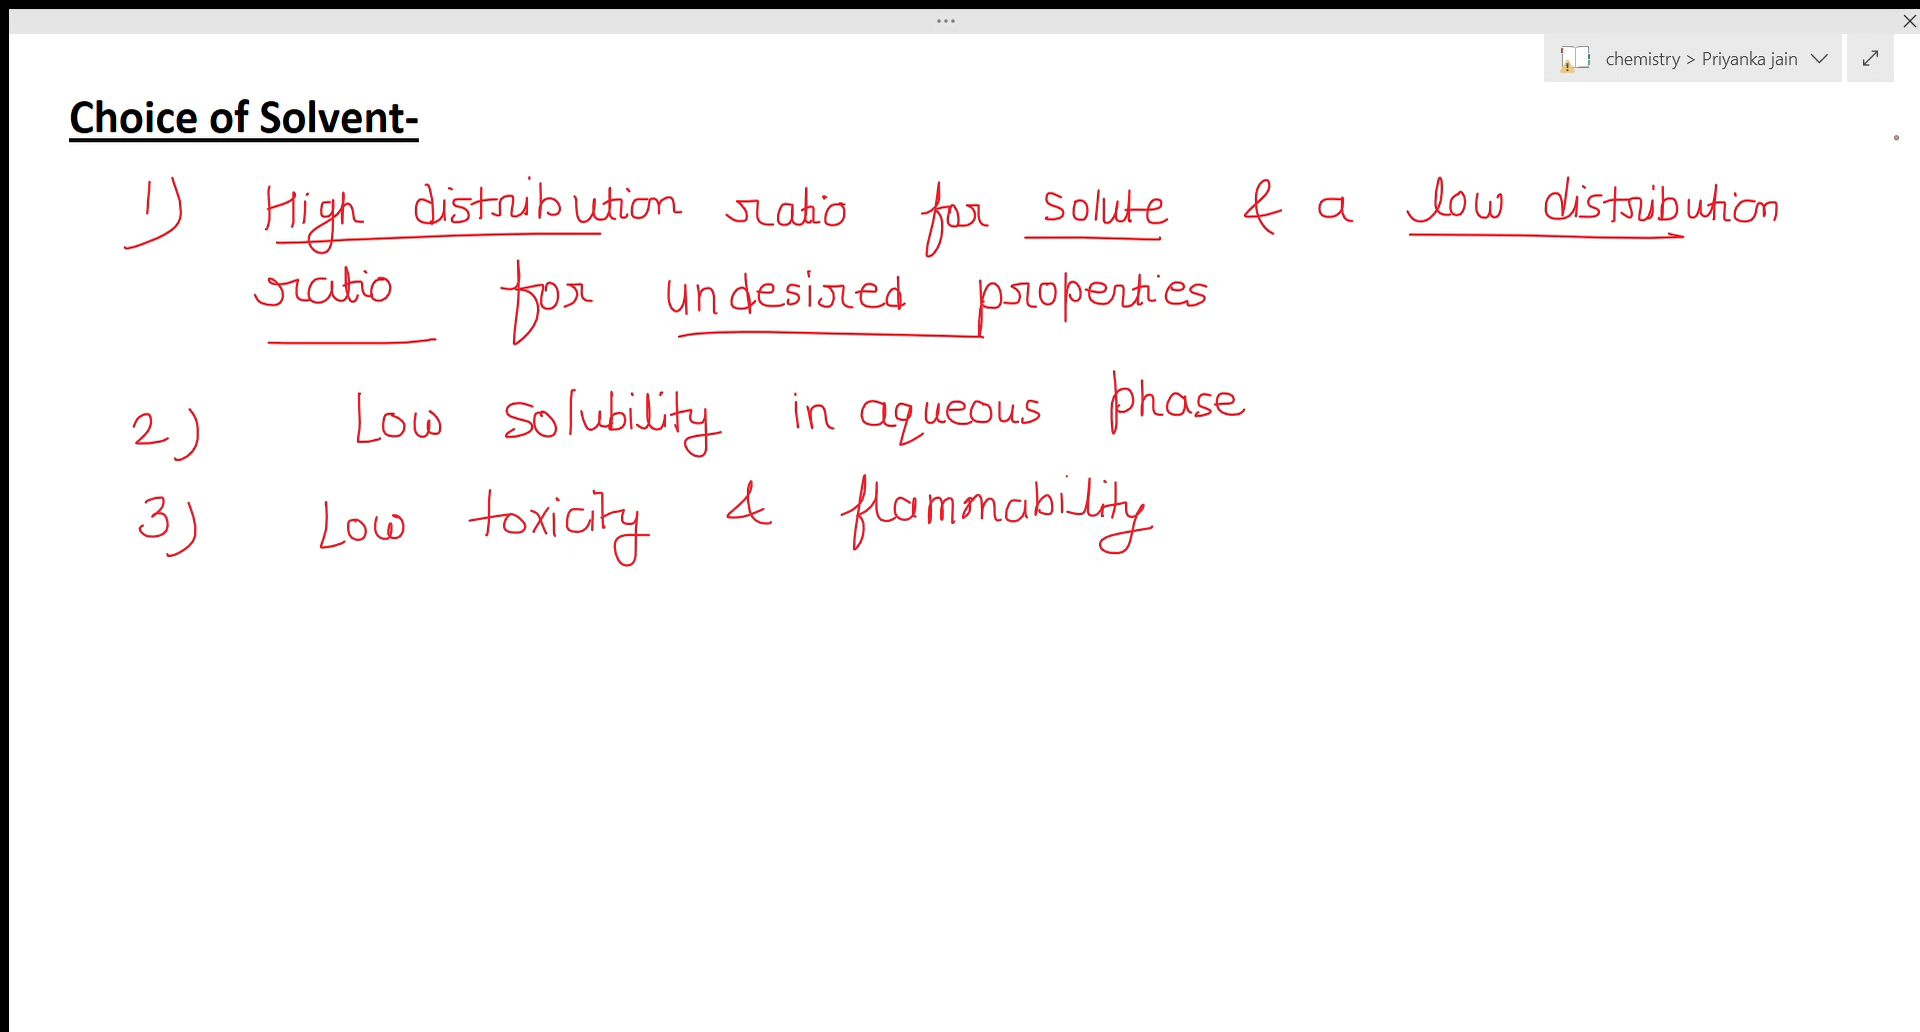 chemistry > Priyanka jain
Choice of Solvent-
1) High distribution ratio for solute & a low distribution
ratio for undesired properties
2) Low solubility in aqueous phase
3) Low toxicity & flammability